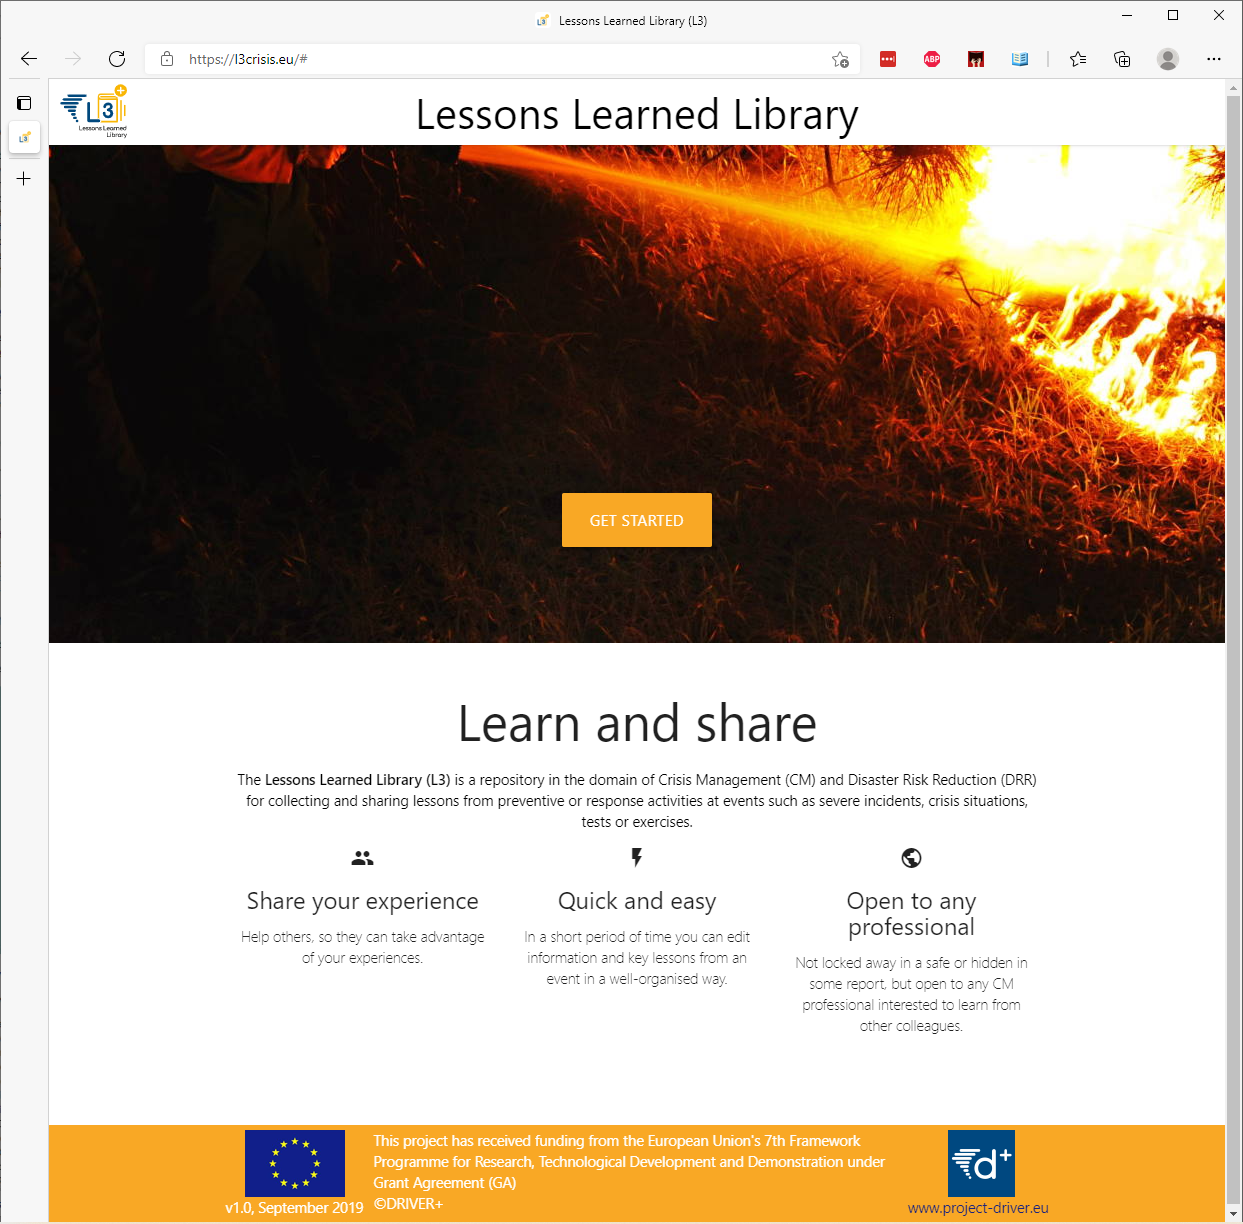 Lessons Learned Library (L3)
https://l3crisis.eu/#
ABP
L3
Lessons Learned
Library
Lessons Learned Library
L3
GET STARTED
Learn and share
The Lessons Learned Library (L3) is a repository in the domain of Crisis Management (CM) and Disaster Risk Reduction (DRR)
for collecting and sharing lessons from preventive or response activities at events such as severe incidents, crisis situations,
tests or exercises.
Share your experience
Help others, so they can take advantage
of your experiences.
Quick and easy
In a short period of time you can edit
information and key lessons from an
event in a well-organised way.
Open to any
professional
Not locked away in a safe or hidden in
some report, but open to any CM
professional interested to learn from
other colleagues.
v1.0, September 2019
This project has received funding from the European Union's 7th Framework
Programme for Research, Technological Development and Demonstration under
Grant Agreement (GA)
©DRIVER+
d+
www.project-driver.eu